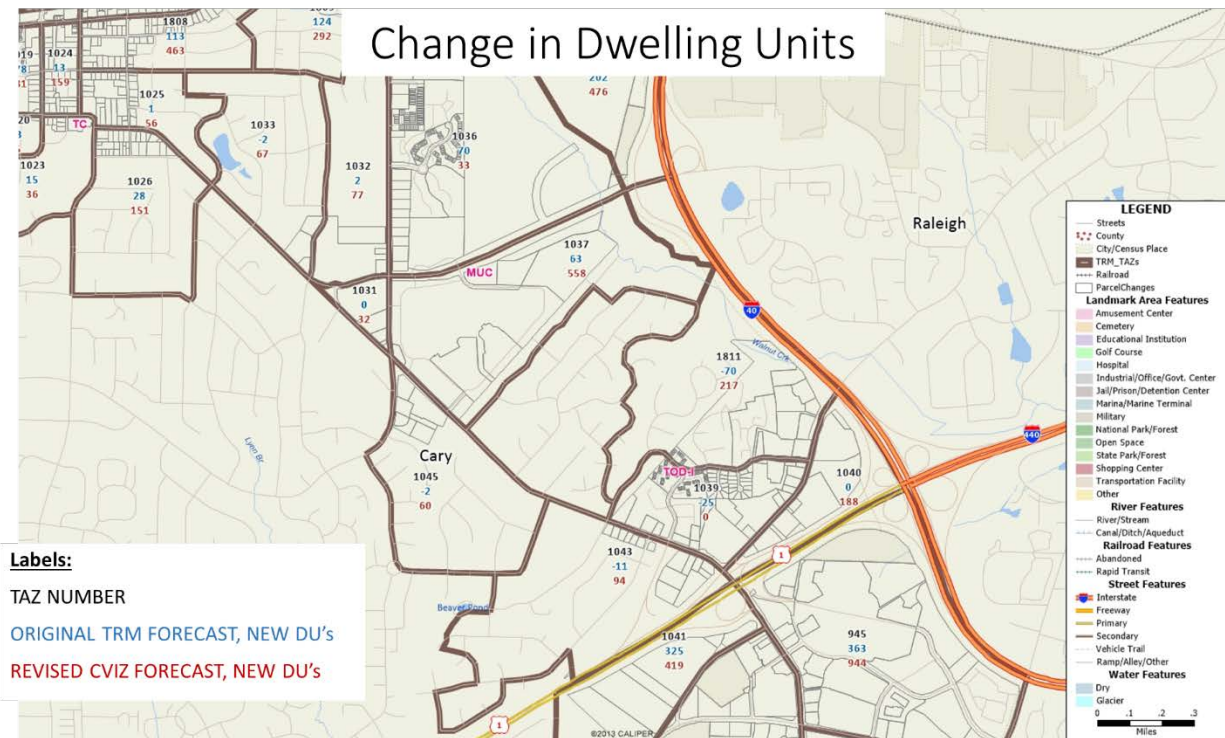 Change in Dwelling Units
1808
113
463
124
292
1024
13
159
1025
1
56
TC
1033
-2
67
1036
70
33
202
476
1023
15
36
1026
28
151
1032
2
77
Raleigh
1037
63
558
MUC
1031
0
32
40
Walnut Crk
1811
-70
217
440
Lynn Br
Cary
1045
-2
60
TOD-I
1039
-25
0
1040
0
188
1043
-11
94
1
Beaver Pond
1041
325
419
945
363
944
1
©2013 CALIPER
Labels:
TAZ NUMBER
ORIGINAL TRM FORECAST, NEW DU's
REVISED CVIZ FORECAST, NEW DU's
LEGEND
Streets
County
City/Census Place
TRM_TAZs
Railroad
ParcelChanges
Landmark Area Features
Amusement Center
Cemetery
Educational Institution
Golf Course
Hospital
Industrial/Office/Govt. Center
Jail/Prison/Detention Center
Marina/Marine Terminal
Military
National Park/Forest
Open Space
State Park/Forest
Shopping Center
Transportation Facility
Other
River Features
River/Stream
Canal/Ditch/Aqueduct
Railroad Features
Abandoned
Rapid Transit
Street Features
Interstate
Freeway
Primary
Secondary
Vehicle Trail
Ramp/Alley/Other
Water Features
Dry
Glacier
0 .1 .2 .3
Miles